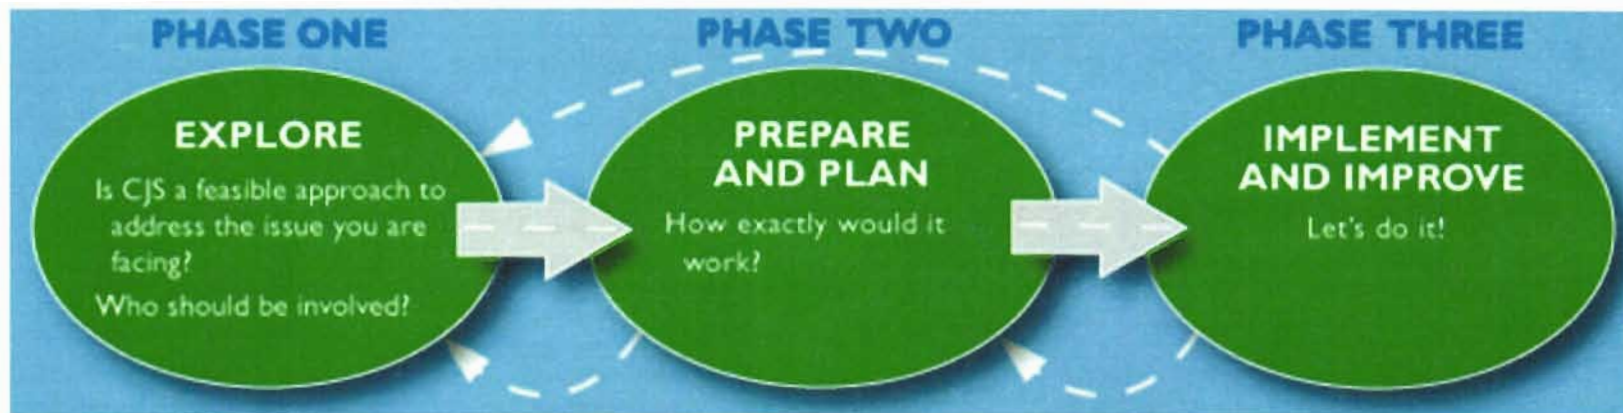 PHASE ONE
EXPLORE
Is CJS a feasible approach to
address the issue you are
facing?
Who should be involved?
PHASE TWO
PREPARE
AND PLAN
How exactly would it
work?
PHASE THREE
IMPLEMENT
AND IMPROVE
Let's do it!